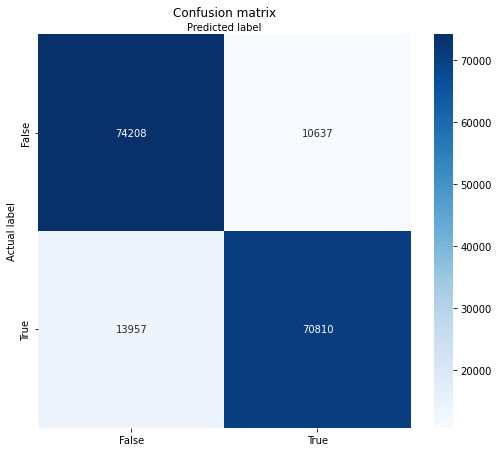 Confusion matrix
Predicted label
70000
60000
50000
40000
30000
20000
Actual label
False
74208 10637
True
13957 70810
False True